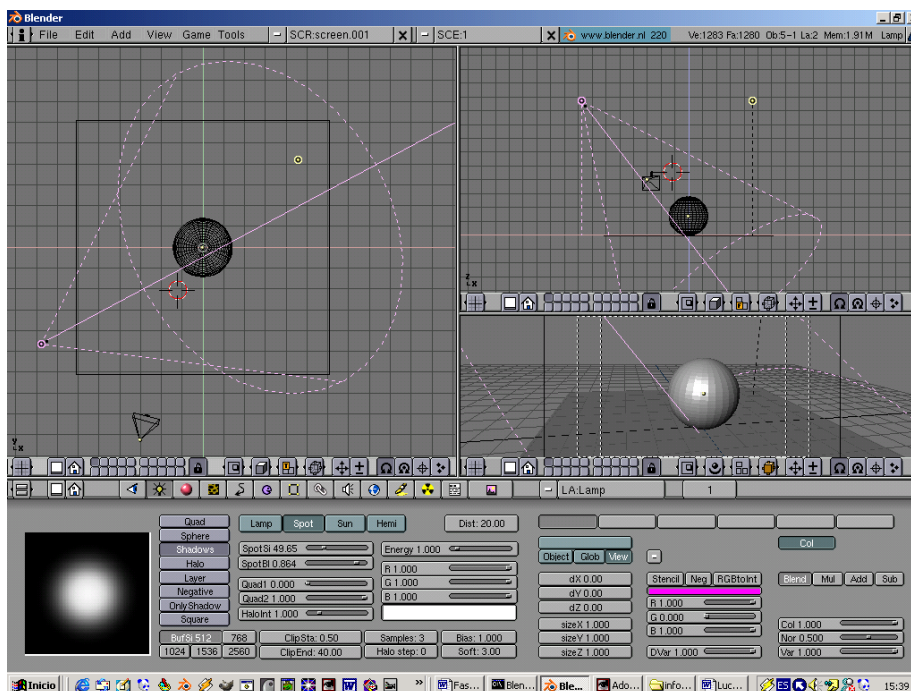 Blender
File Edit Add View Game Tools SCR:screen.001 X SCE:1 X www.blender.nl 220 Ve:1283 Fa:1280 Ob:5-1 La:2 Mem:1.91M Lamp
z
x
y
x
LA:Lamp 1
Quad Lamp Spot Sun Hemi Dist: 20.00
Sphere Col
Shadows SpotSi 49.65 Energy 1.000 Object Glob View
Halo SpotBl 0.864 R 1.000
Layer Quad1 0.000 G 1.000 dX 0.00 Stencil Neg RGBtoInt Blend Mul Add Sub
Negative Quad2 1.000 B 1.000 dY 0.00
OnlyShadow HaloInt 1.000 dZ 0.00 R 1.000
Square sizeX 1.000 G 0.000 Col 1.000
BufSi 512 768 ClipSta: 0.50 Samples: 3 Bias: 1.000 sizeY 1.000 B 1.000 Nor 0.500
1024 1536 2560 ClipEnd: 40.00 Halo step: 0 Soft: 3.00 sizeZ 1.000 DVar 1.000 Var 1.000
Inicio » Fas... Blen... Ble... Ado... info... Luc... ES 15:39